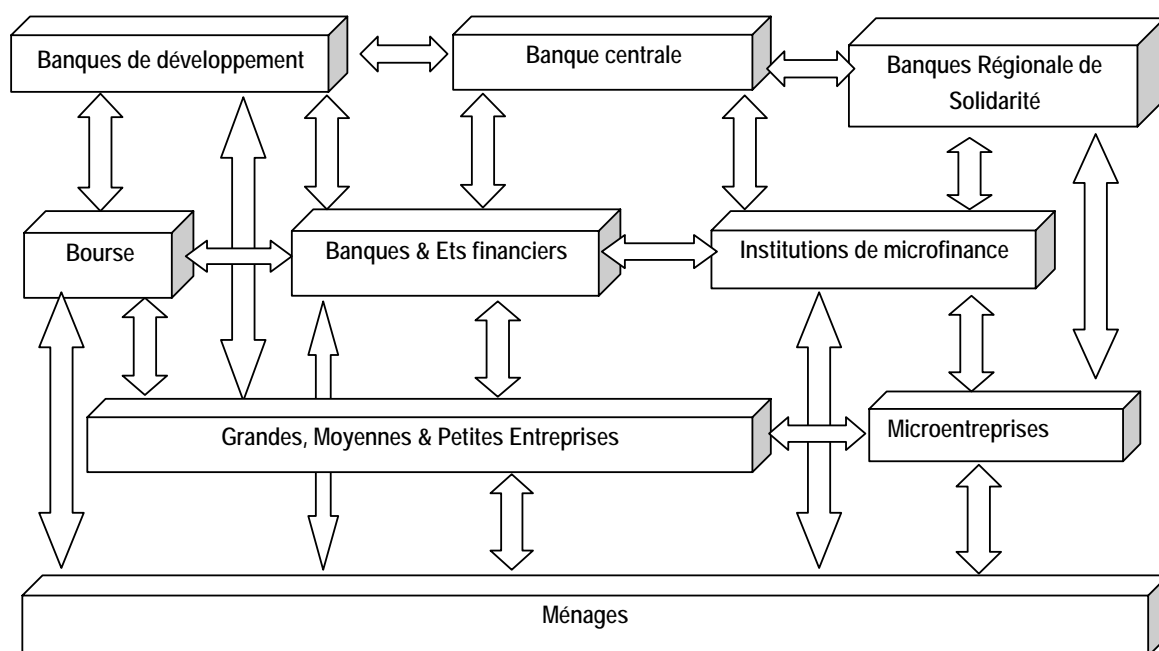 Banques de développement
Banque centrale
Banques Régionale de
Solidarité
Bourse
Banques & Ets financiers
Institutions de microfinance
Grandes, Moyennes & Petites Entreprises
Microentreprises
Ménages